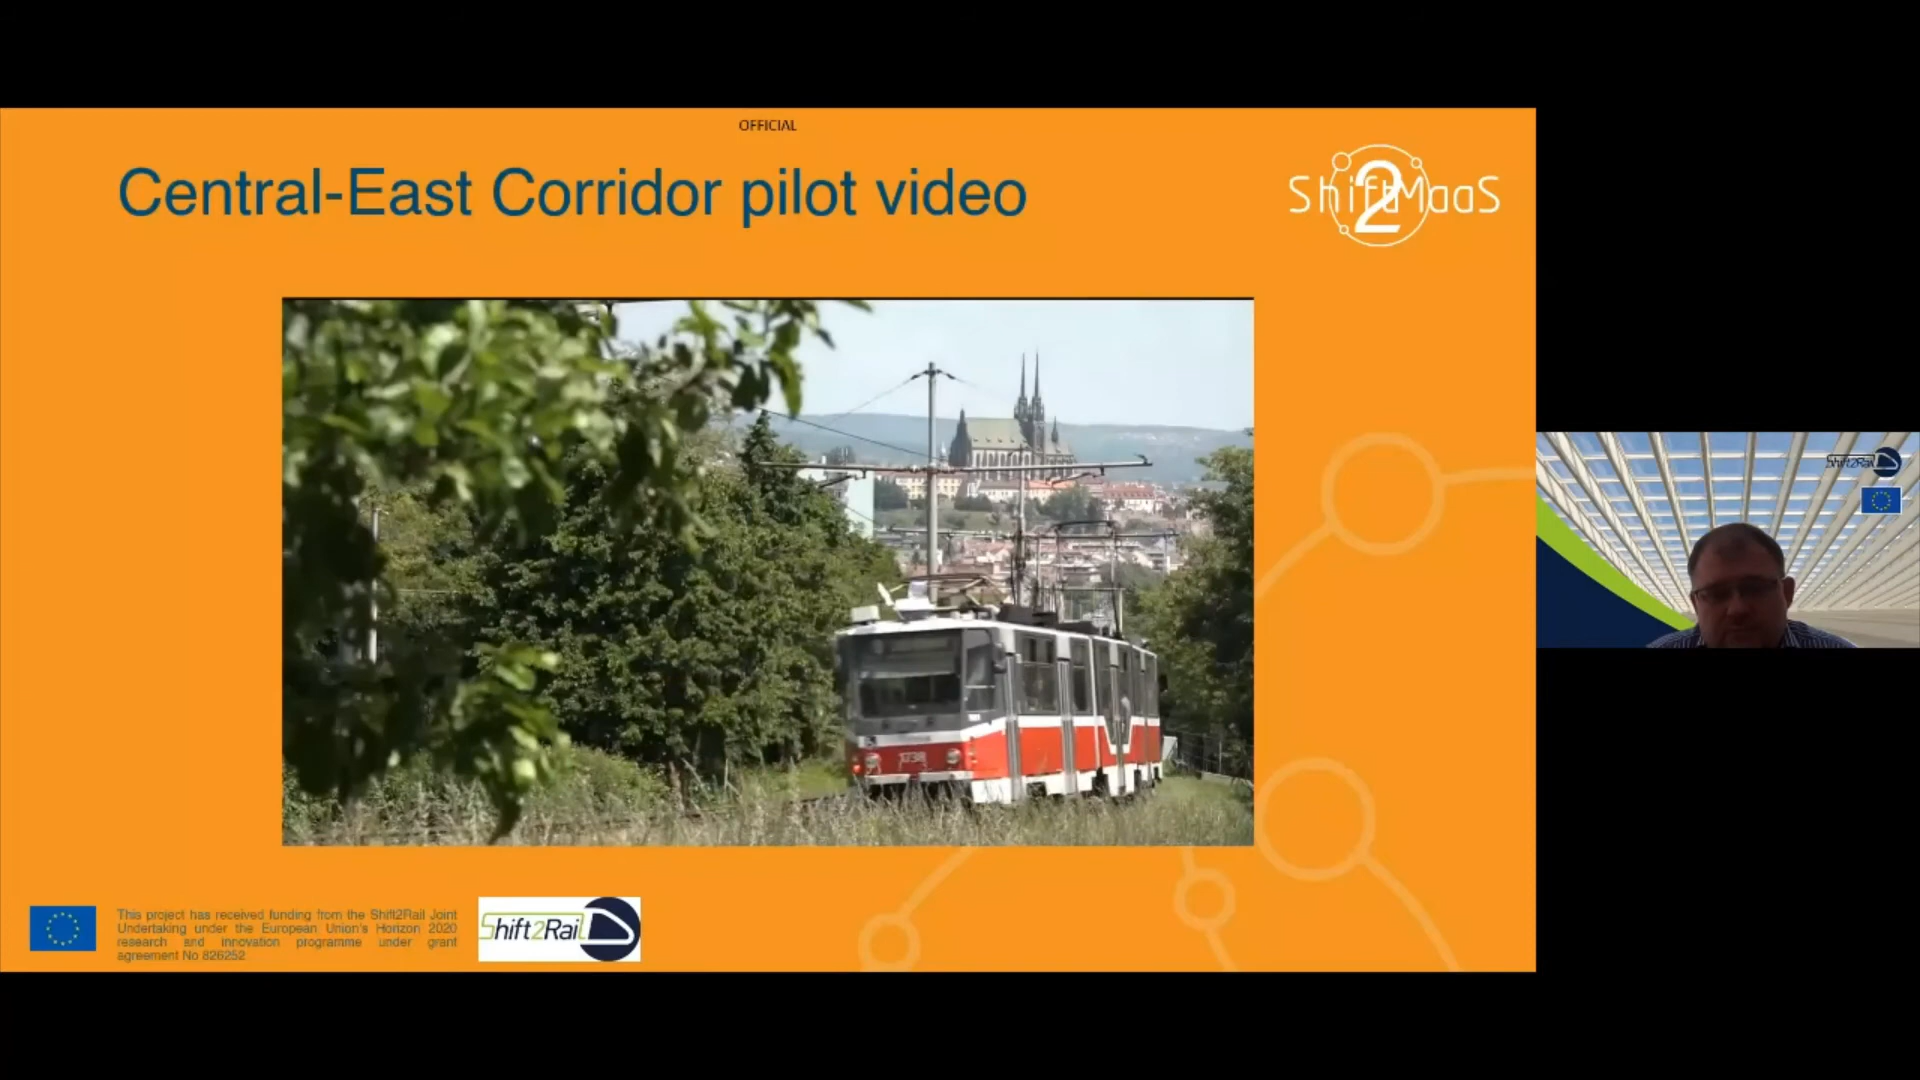 OFFICIAL
Central-East Corridor pilot video
Shift2MaaS
Shift2Rail
This project has received funding from the Shift2Rail Joint
Undertaking under the European Union's Horizon 2020
research and innovation programme under grant
agreement No 826252
Shift2Rail